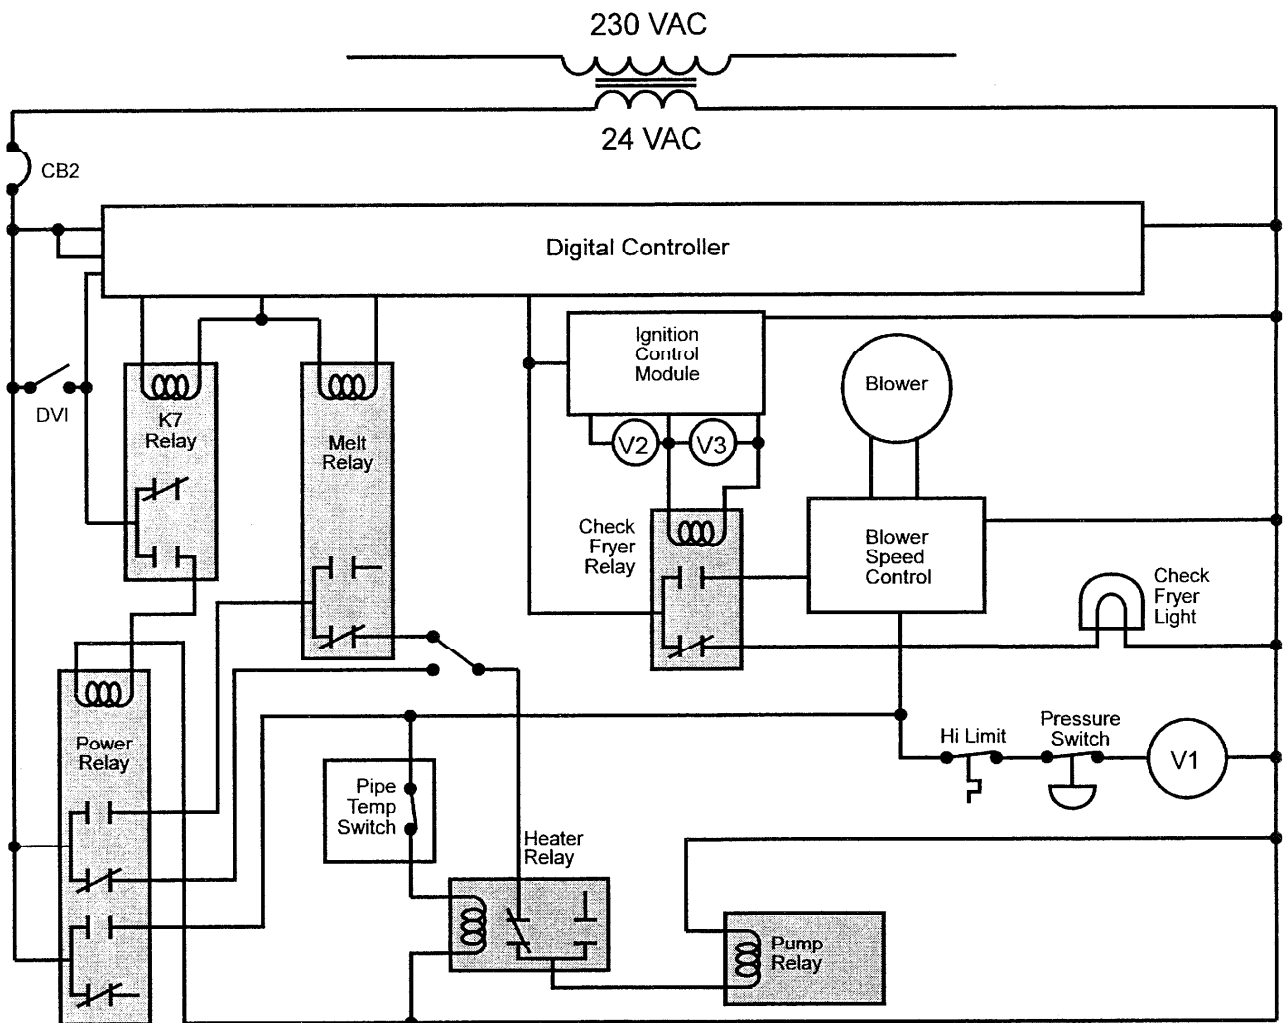 230 VAC
24 VAC
CB2
Digital Controller
Ignition
Control
Module
Blower
DVI
K7
Relay
Melt
Relay
V2
V3
Check
Fryer
Relay
Blower
Speed
Control
Check
Fryer
Light
Power
Relay
Hi Limit
Pressure
Switch
V1
Pipe
Temp
Switch
Heater
Relay
Pump
Relay